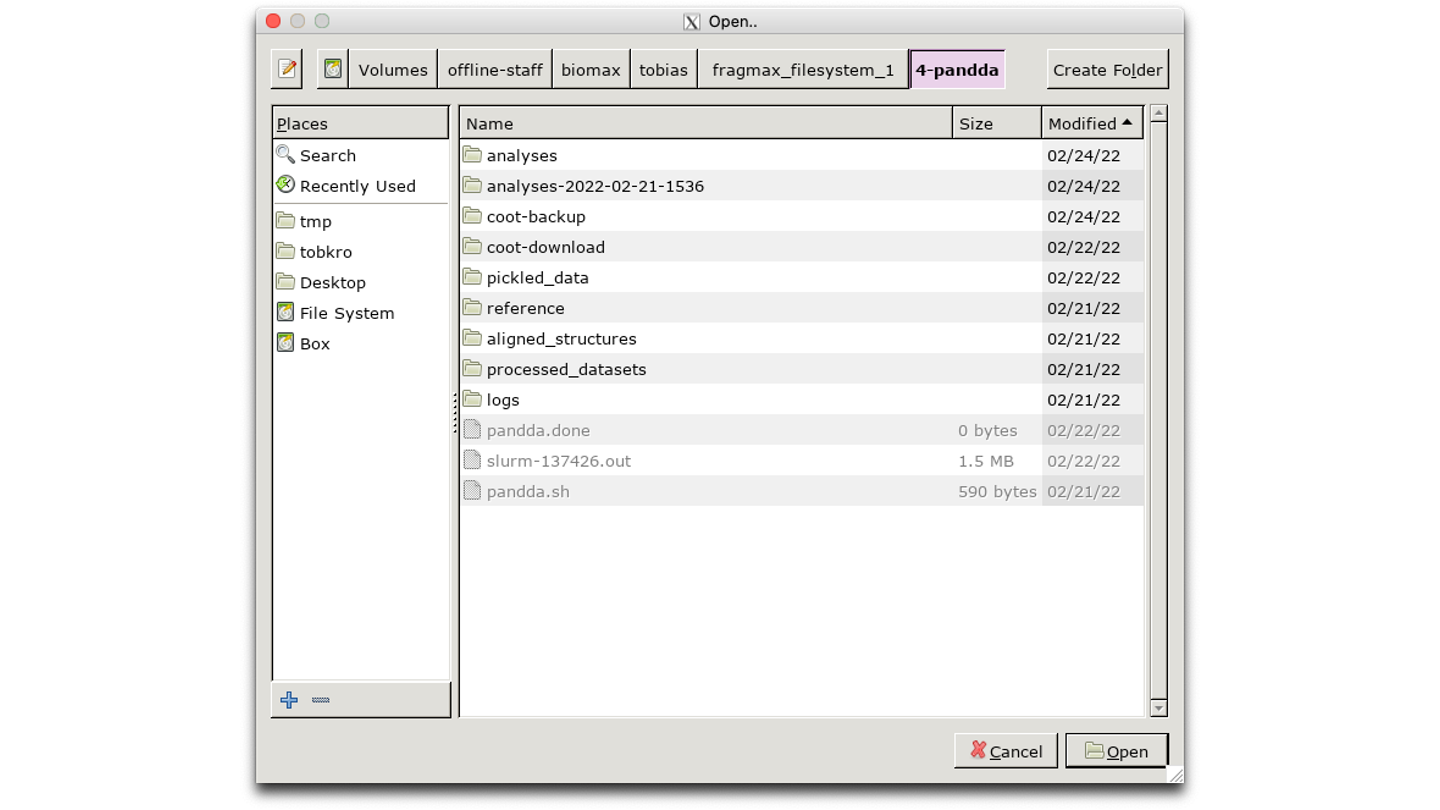 Open..
Volumes offline-staff biomax tobias fragmax_filesystem_1 4-pandda Create Folder
Places
Search
Recently Used
tmp
tobkro
Desktop
File System
Box
Name Size Modified
analyses 02/24/22
analyses-2022-02-21-1536 02/24/22
coot-backup 02/24/22
coot-download 02/22/22
pickled_data 02/22/22
reference 02/21/22
aligned_structures 02/21/22
processed_datasets 02/21/22
logs 02/21/22
pandda.done 0 bytes 02/22/22
slurm-137426.out 1.5 MB 02/22/22
pandda.sh 590 bytes 02/21/22
Cancel Open